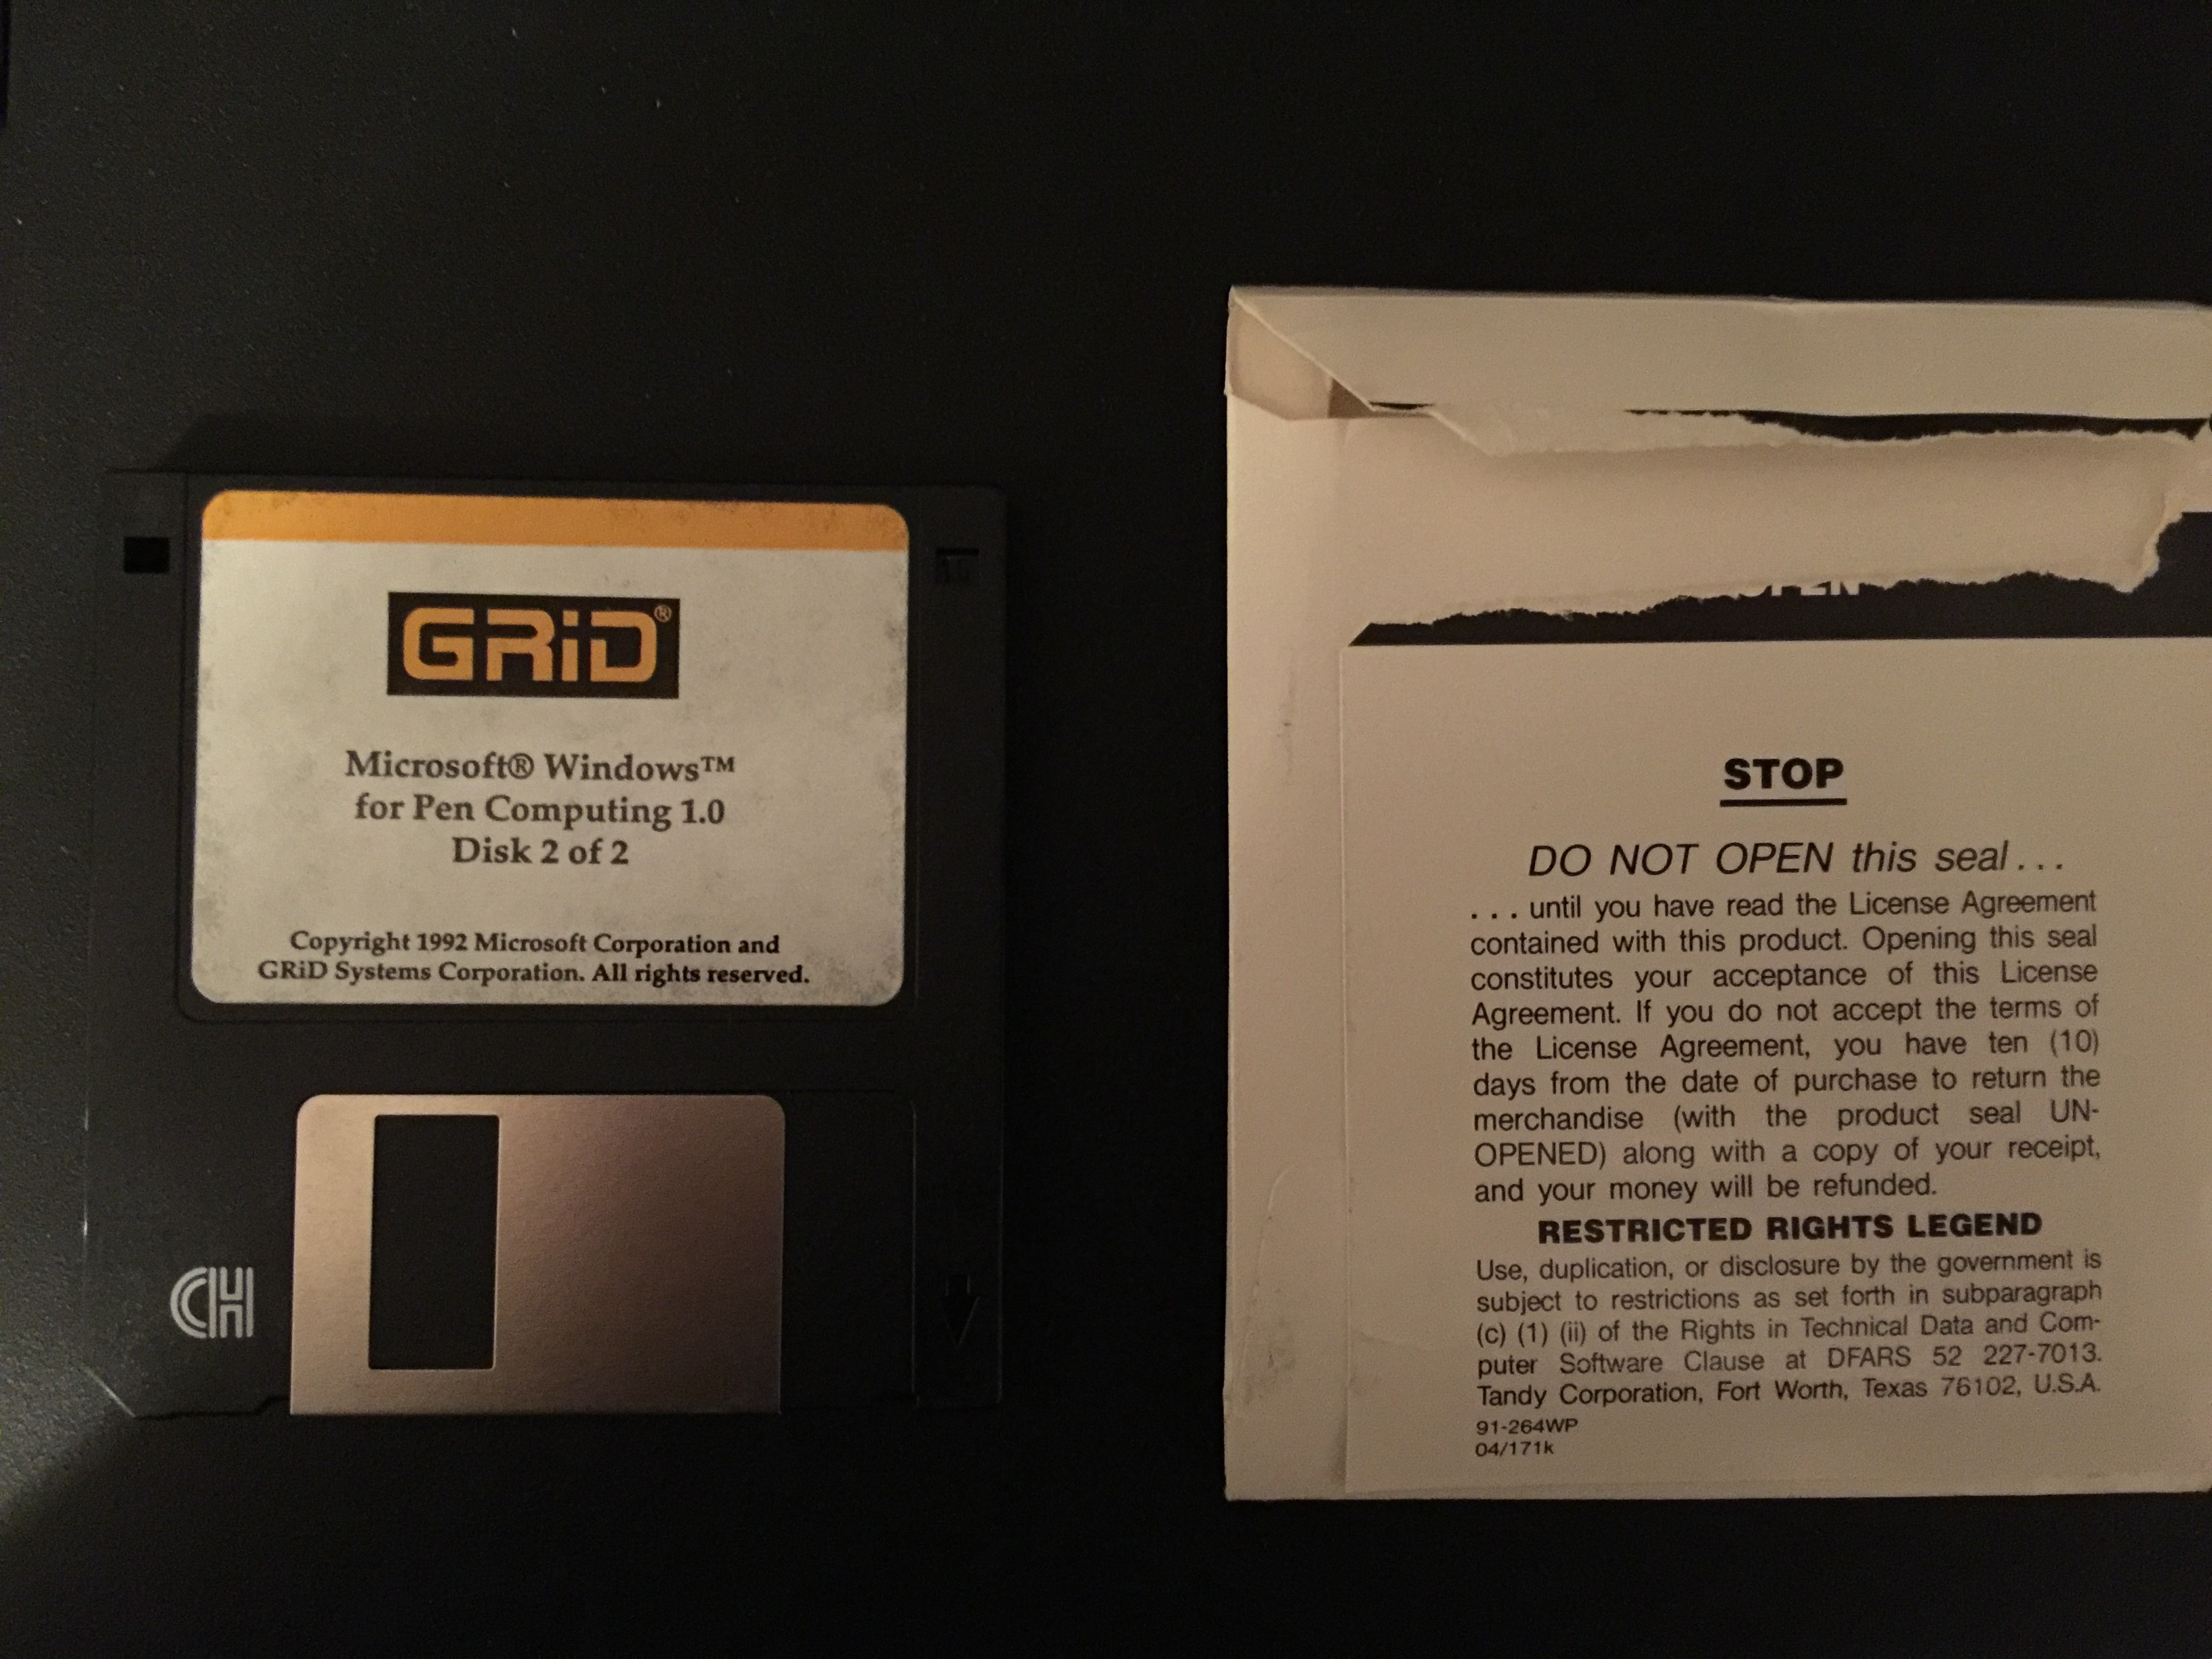 GRiD®
Microsoft® Windows™
for Pen Computing 1.0
Disk 2 of 2
Copyright 1992 Microsoft Corporation and
GRiD Systems Corporation. All rights reserved.
OPEN
STOP
DO NOT OPEN this seal...
...until you have read the License Agreement
contained with this product. Opening this seal
constitutes your acceptance of this License
Agreement. If you do not accept the terms of
the License Agreement, you have ten (10)
days from the date of purchase to return the
merchandise (with the product seal UN-
OPENED) along with a copy of your receipt,
and your money will be refunded.
RESTRICTED RIGHTS LEGEND
Use, duplication, or disclosure by the government is
subject to restrictions as set forth in subparagraph
(c) (1) (ii) of the Rights in Technical Data and Com-
puter Software Clause at DFARS 52 227-7013.
Tandy Corporation, Fort Worth, Texas 76102, U.S.A.
91-264WP
04/171k